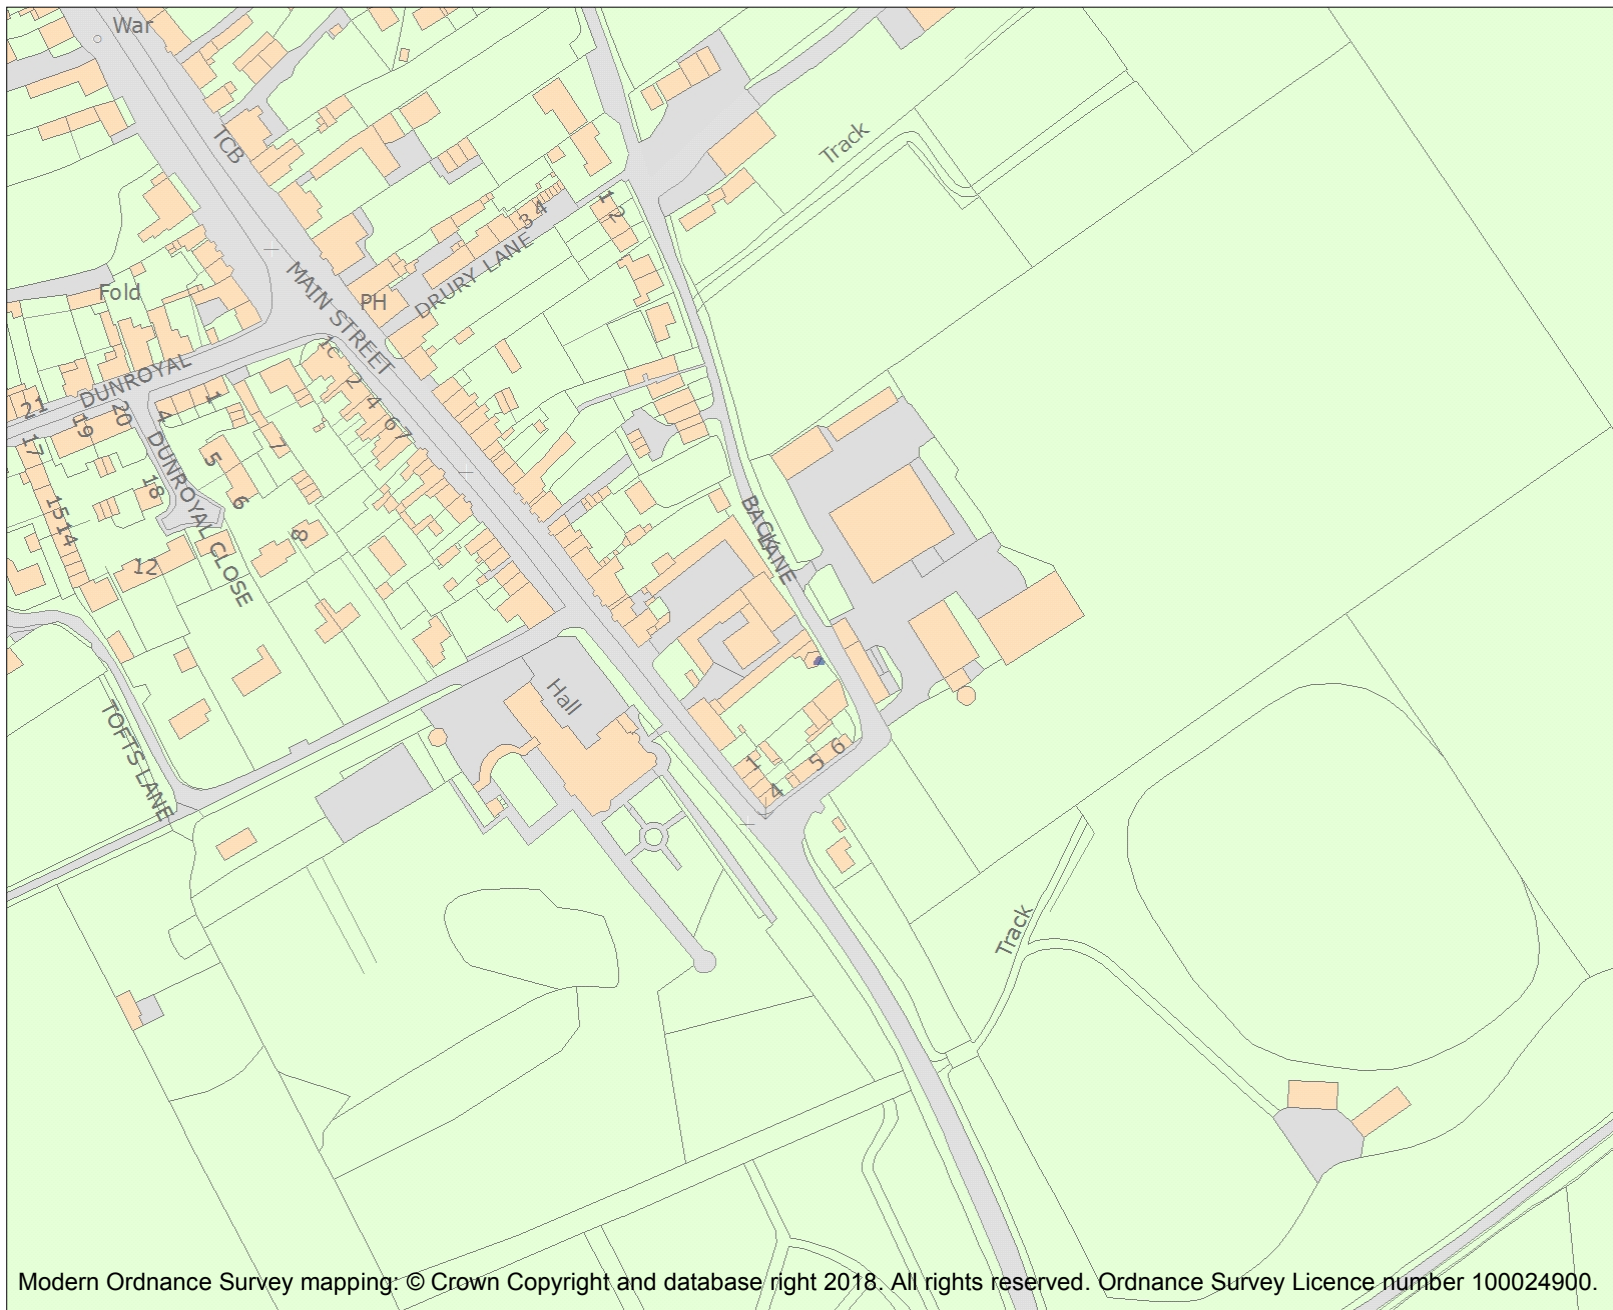 War
TCB
Track
1 2
3 4
DRURY LANE
MAIN STREET
PH
Fold
DUNROYAL
1c
2
4
6
7
21
20
19
17
4
1
7
5
6
18
DUNROYAL CLOSE
15
14
12
8
BACK
LANE
Hall
TOFTS LANE
1
4
5
6
Track
Modern Ordnance Survey mapping: © Crown Copyright and database right 2018. All rights reserved. Ordnance Survey Licence number 100024900.